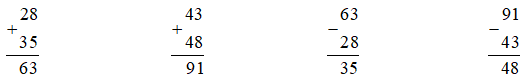 28 43 63 91
+ + − −
35 48 28 43
63 91 35 48